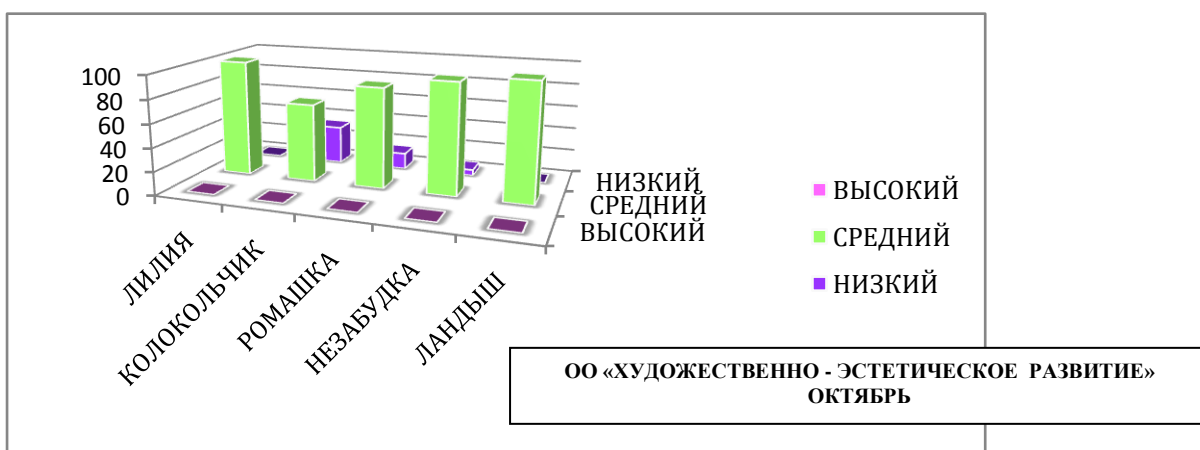 100
80
60
40
20
0
НИЗКИЙ
СРЕДНИЙ
ВЫСОКИЙ
ЛИЛИЯ
КОЛОКОЛЬЧИК
РОМАШКА
НЕЗАБУДКА
ЛАНДЫШ
ВЫСОКИЙ
СРЕДНИЙ
НИЗКИЙ
ОО «ХУДОЖЕСТВЕННО - ЭСТЕТИЧЕСКОЕ РАЗВИТИЕ»
ОКТЯБРЬ